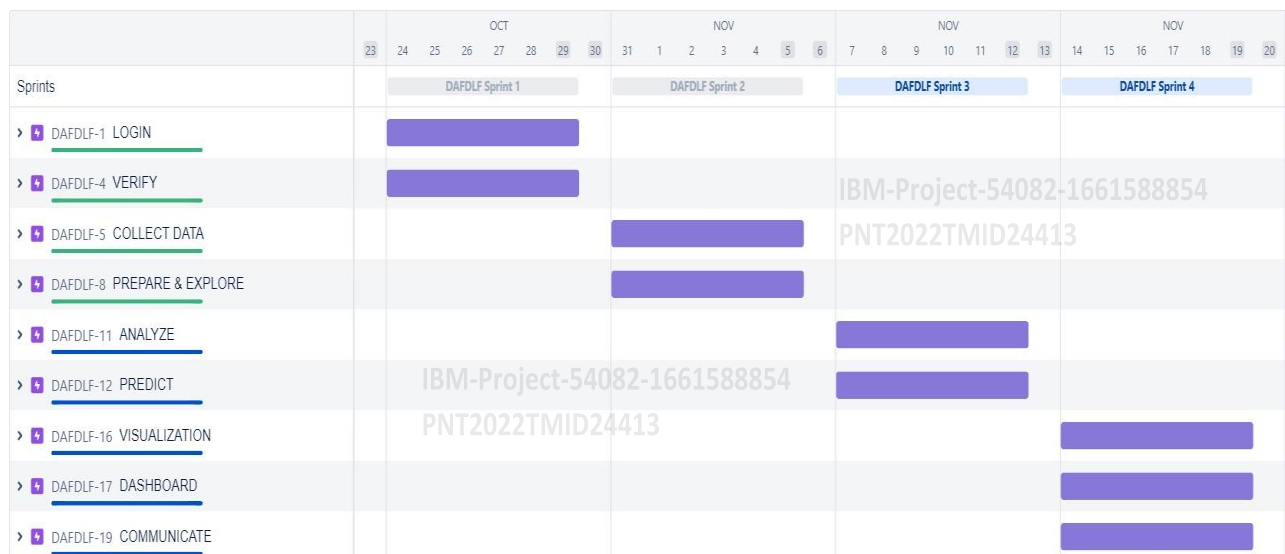 OCT NOV NOV NOV
23 24 25 26 27 28 29 30 31 1 2 3 4 5 6 7 8 9 10 11 12 13 14 15 16 17 18 19 20
Sprints DAFDLF Sprint 1 DAFDLF Sprint 2 DAFDLF Sprint 3 DAFDLF Sprint 4
DAFDLF-1 LOGIN
DAFDLF-4 VERIFY
IBM-Project-54082-1661588854
DAFDLF-5 COLLECT DATA
PNT2022TMID24413
DAFDLF-8 PREPARE & EXPLORE
DAFDLF-11 ANALYZE
DAFDLF-12 PREDICT
IBM-Project-54082-1661588854
PNT2022TMID24413
DAFDLF-16 VISUALIZATION
DAFDLF-17 DASHBOARD
DAFDLF-19 COMMUNICATE